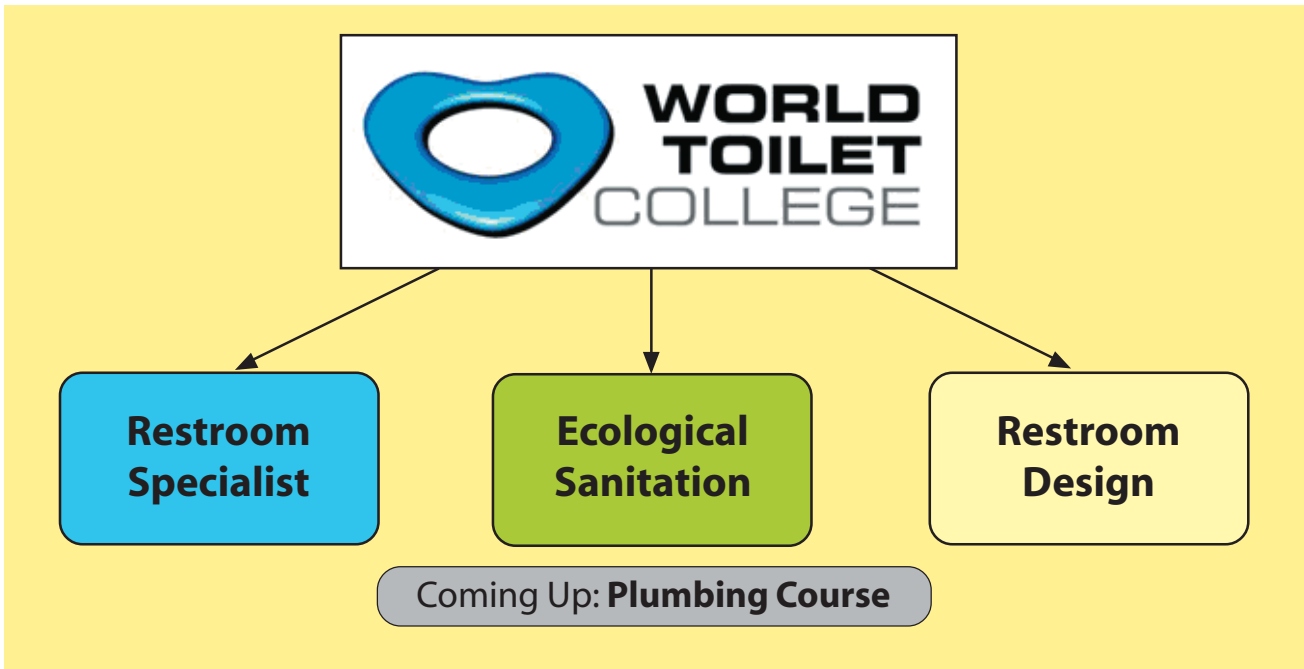 WORLD
TOILET
COLLEGE
Restroom
Specialist
Ecological
Sanitation
Restroom
Design
Coming Up: Plumbing Course